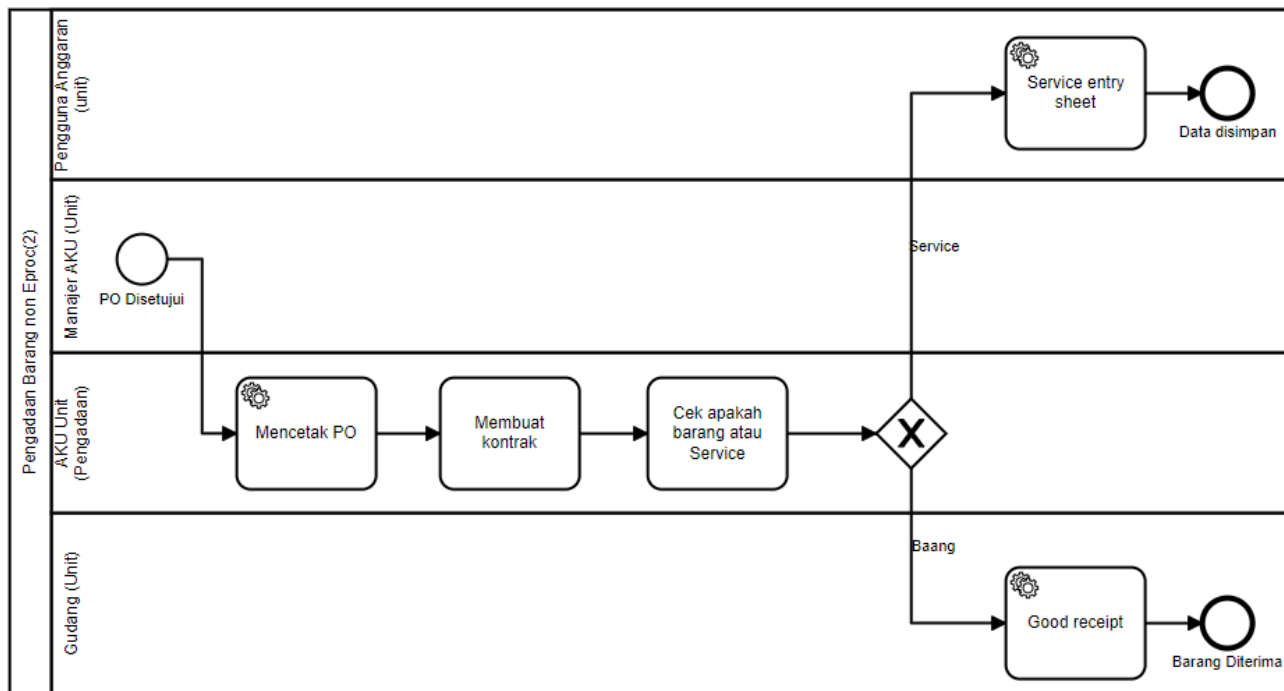 Pengadaan Barang non Eproc(2)
Pengguna Anggaran
(unit)
Service entry
sheet
Data disimpan
Manajer AKU (Unit)
PO Disetujui
Service
AKU Unit
(Pengadaan)
Mencetak PO
Membuat
kontrak
Cek apakah
barang atau
Service
Gudang (Unit)
Baang
Good receipt
Barang Diterima